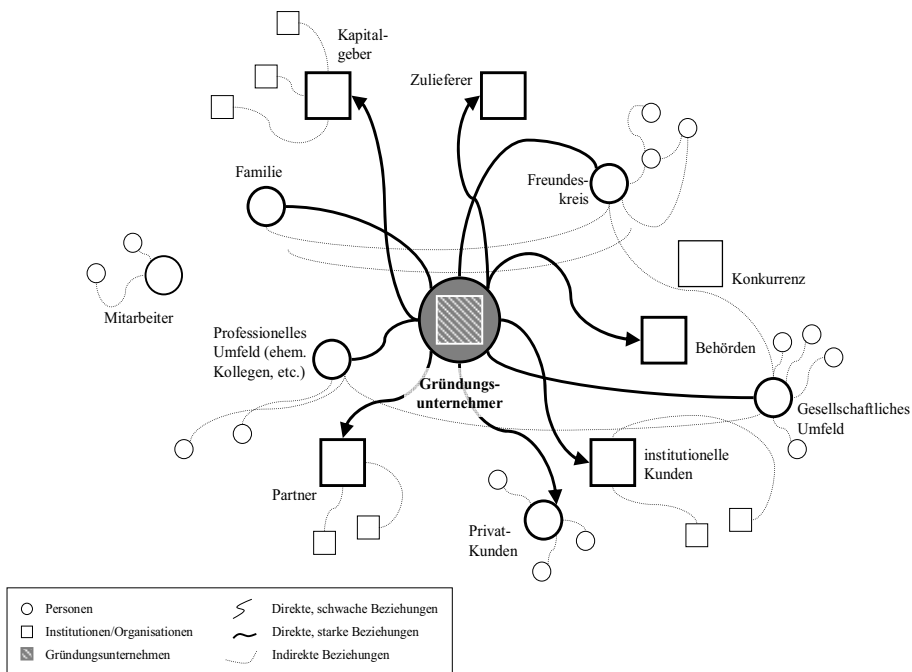 Kapital-
geber
Zulieferer
Familie
Freundes-
kreis
Konkurrenz
Mitarbeiter
Professionelles
Umfeld (ehem.
Kollegen, etc.)
Behörden
Gründungs-
unternehmer
Gesellschaftliches
Umfeld
institutionelle
Kunden
Partner
Privat-
Kunden
Personen
Direkte, schwache Beziehungen
Institutionen/Organisationen
Direkte, starke Beziehungen
Gründungsunternehmen
Indirekte Beziehungen